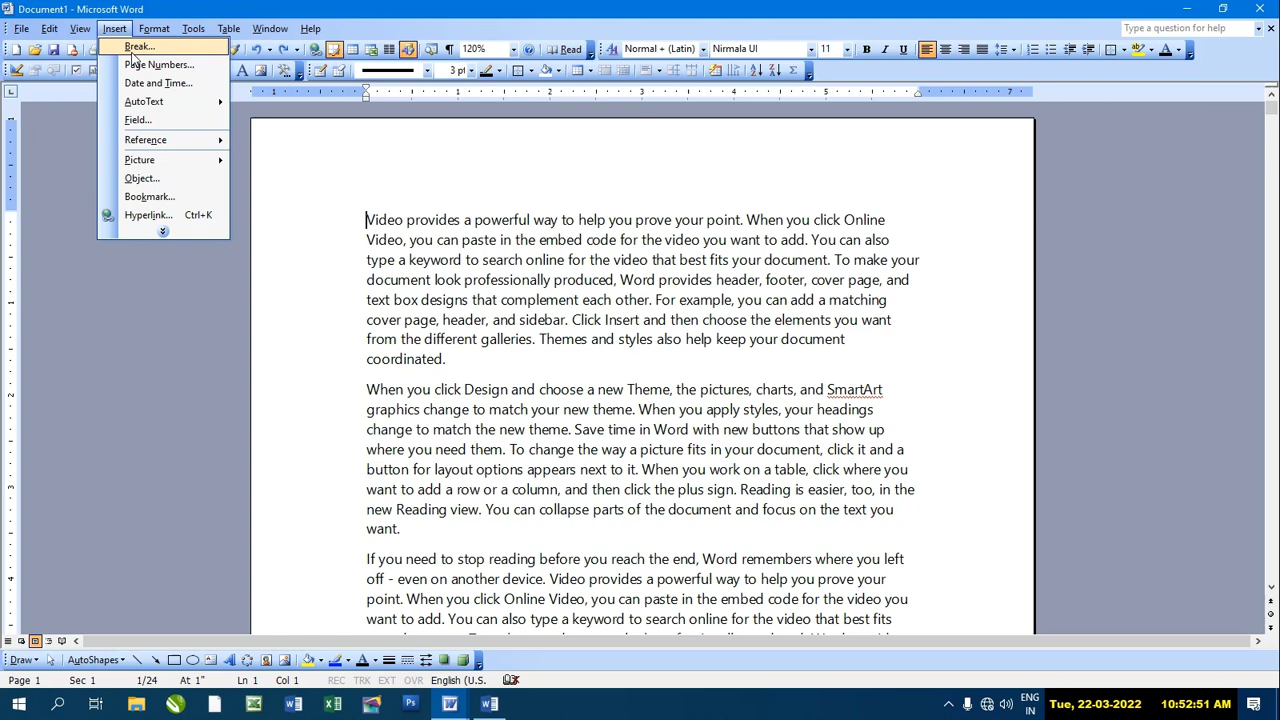 Document1 - Microsoft Word
File Edit View Insert Format Tools Table Window Help Type a question for help
120% Read Normal + (Latin) Nirmala UI 11 B I U
3 pt
Break...
Page Numbers...
Date and Time...
AutoText
Field...
Reference
Picture
Object...
Bookmark...
Hyperlink... Ctrl+K
1 1 2 3 4 5 6 7
Video provides a powerful way to help you prove your point. When you click Online
Video, you can paste in the embed code for the video you want to add. You can also
type a keyword to search online for the video that best fits your document. To make your
document look professionally produced, Word provides header, footer, cover page, and
text box designs that complement each other. For example, you can add a matching
cover page, header, and sidebar. Click Insert and then choose the elements you want
from the different galleries. Themes and styles also help keep your document
coordinated.
When you click Design and choose a new Theme, the pictures, charts, and SmartArt
graphics change to match your new theme. When you apply styles, your headings
change to match the new theme. Save time in Word with new buttons that show up
where you need them. To change the way a picture fits in your document, click it and a
button for layout options appears next to it. When you work on a table, click where you
want to add a row or a column, and then click the plus sign. Reading is easier, too, in the
new Reading view. You can collapse parts of the document and focus on the text you
want.
If you need to stop reading before you reach the end, Word remembers where you left
off - even on another device. Video provides a powerful way to help you prove your
point. When you click Online Video, you can paste in the embed code for the video you
want to add. You can also type a keyword to search online for the video that best fits
Draw AutoShapes
Page 1 Sec 1 1/24 At 1" Ln 1 Col 1 REC TRK EXT OVR English (U.S.
ENG
IN
Tue, 22-03-2022 10:52:51 AM